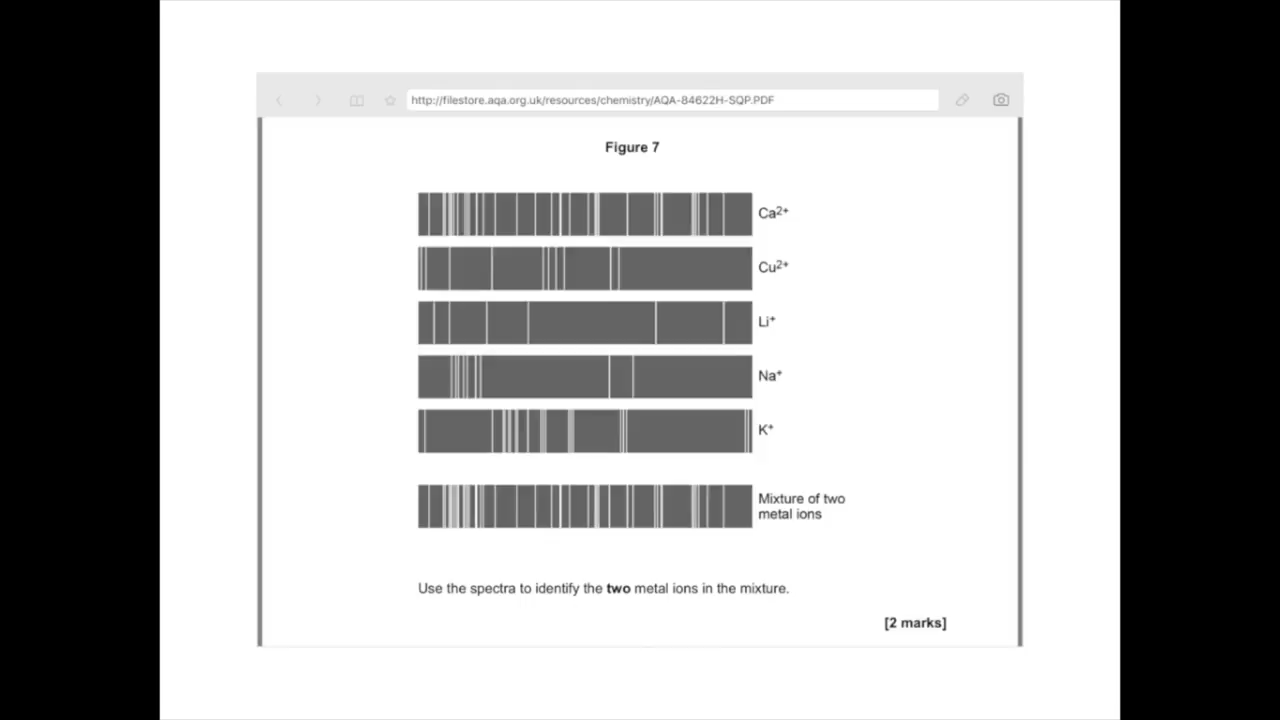 http://filestore.aqa.org.uk/resources/chemistry/AQA-84622H-SQP.PDF
Figure 7
Ca²⁺
Cu²⁺
Li⁺
Na⁺
K⁺
Mixture of two
metal ions
Use the spectra to identify the two metal ions in the mixture.
[2 marks]